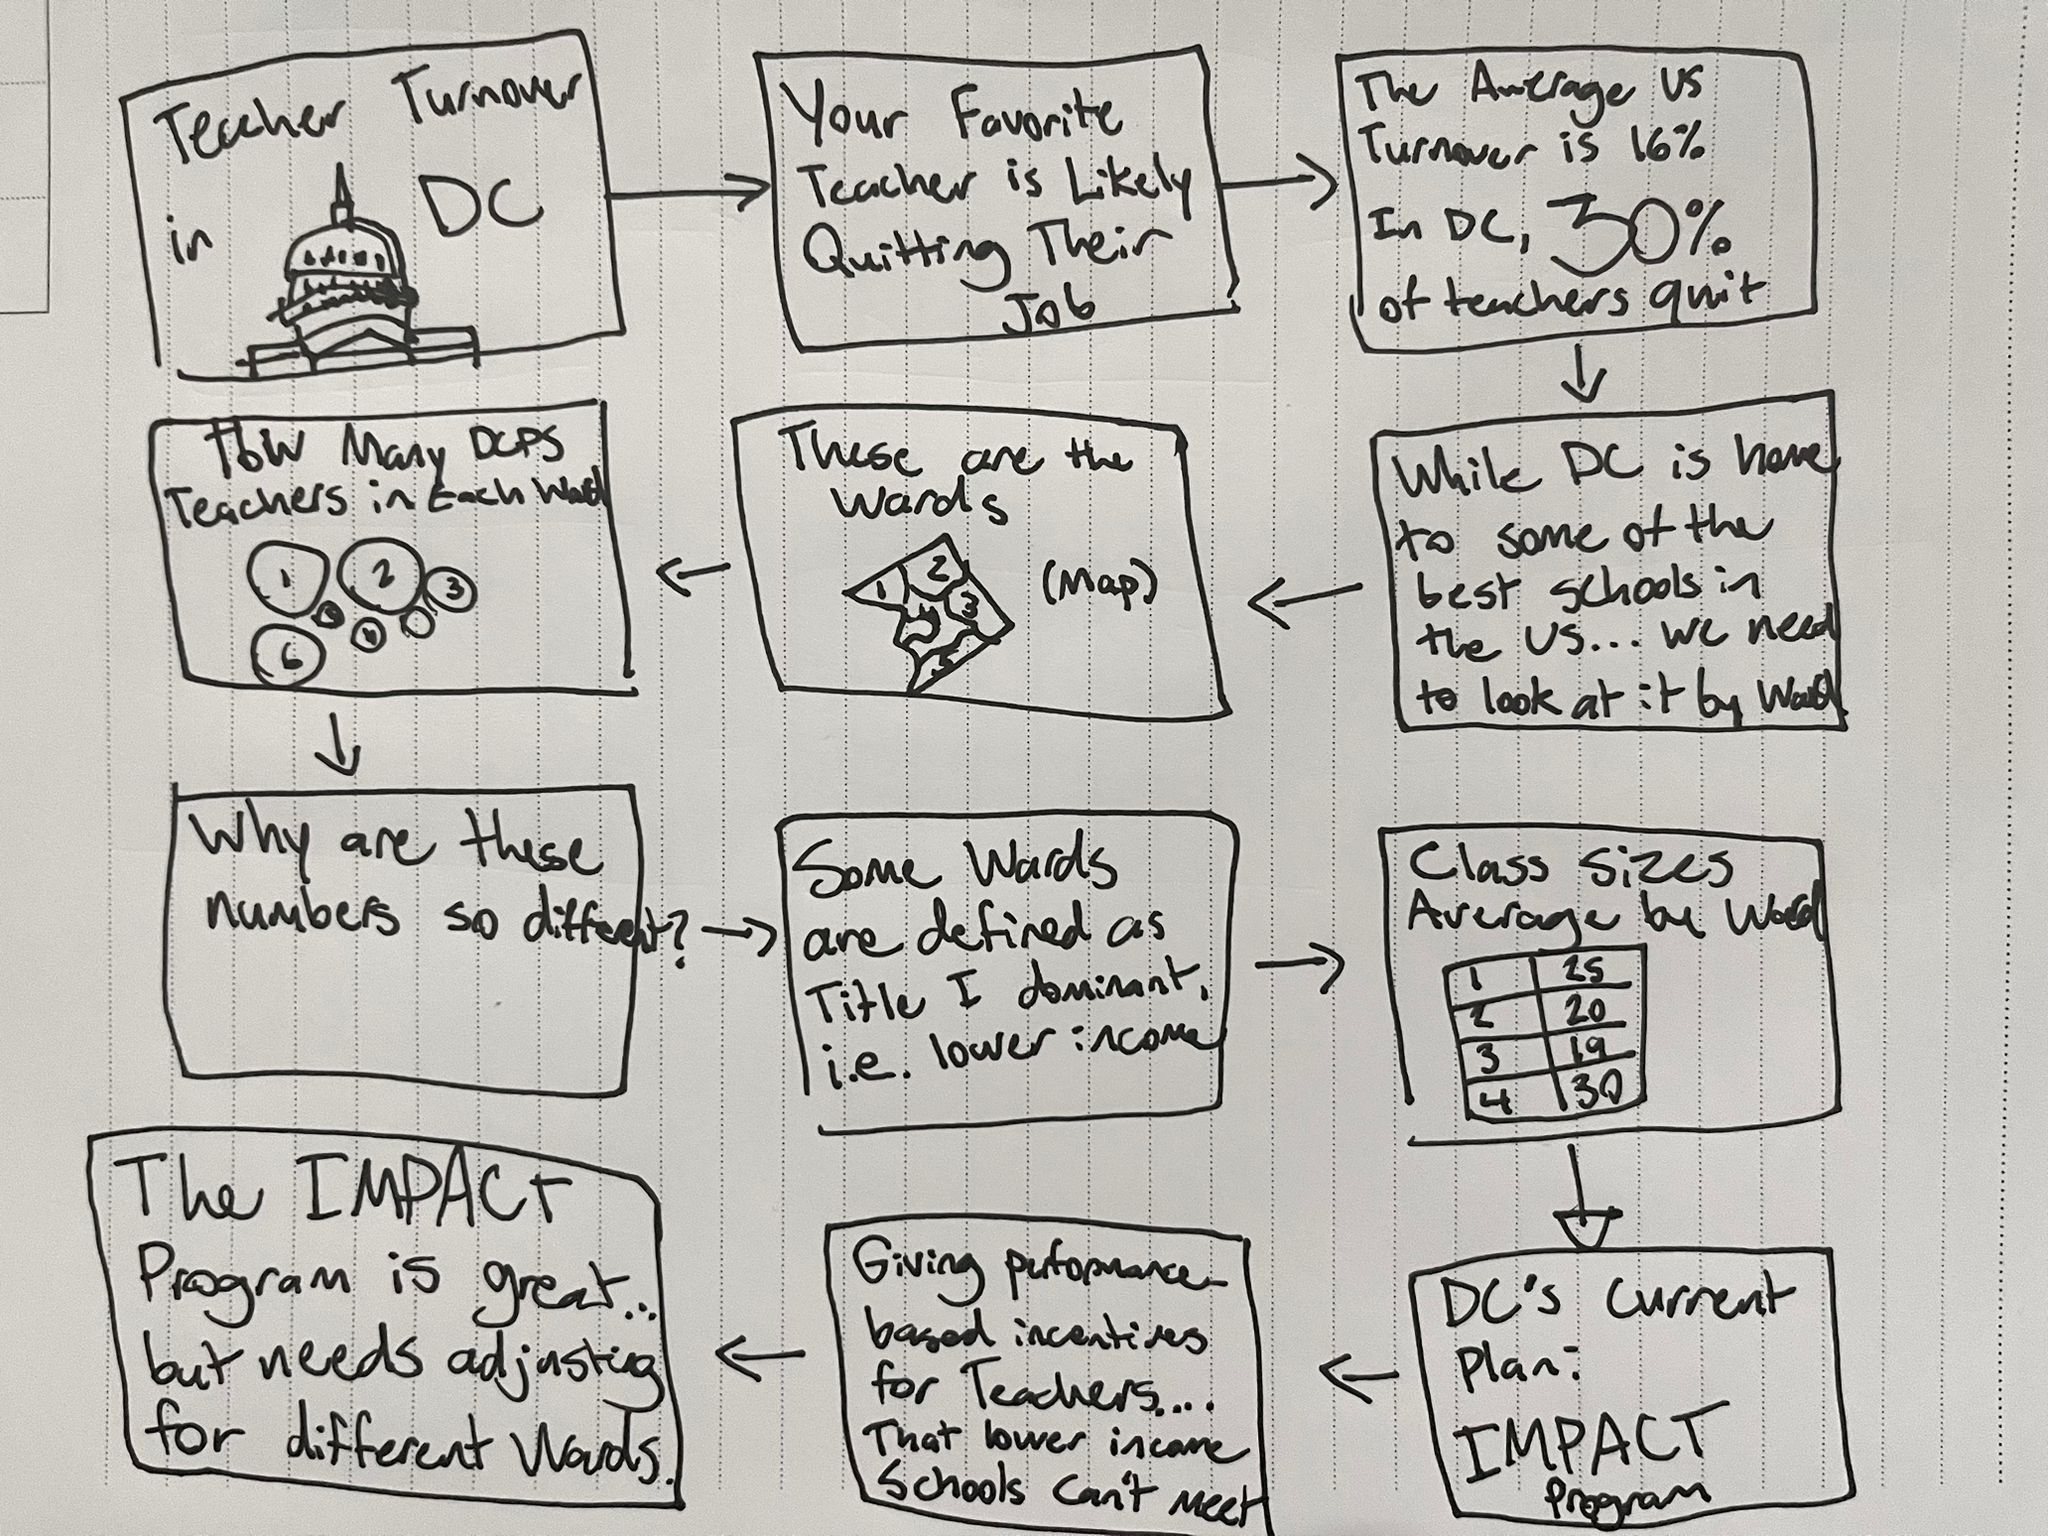 Teacher Turnover
in DC
Your Favorite
Teacher is Likely
Quitting Their
Job
The Average US
Turnover is 16%
In DC, 30%
of teachers quit
While DC is home
to some of the
best schools in
the US... we need
to look at it by Ward
These are the
Wards
(Map)
1 2 3
How Many DCPS
Teachers in Each Ward
1 2 3
6
Why are these
numbers so different?
Some Wards
are defined as
Title I dominant,
i.e. lower income
Class sizes
Average by Ward
1 25
2 20
3 19
4 30
DC's Current
plan:
IMPACT
program
Giving performance-
based incentives
for Teachers....
That lower income
Schools Can't Meet
The IMPACT
Program is great...
but needs adjusting
for different Wards.